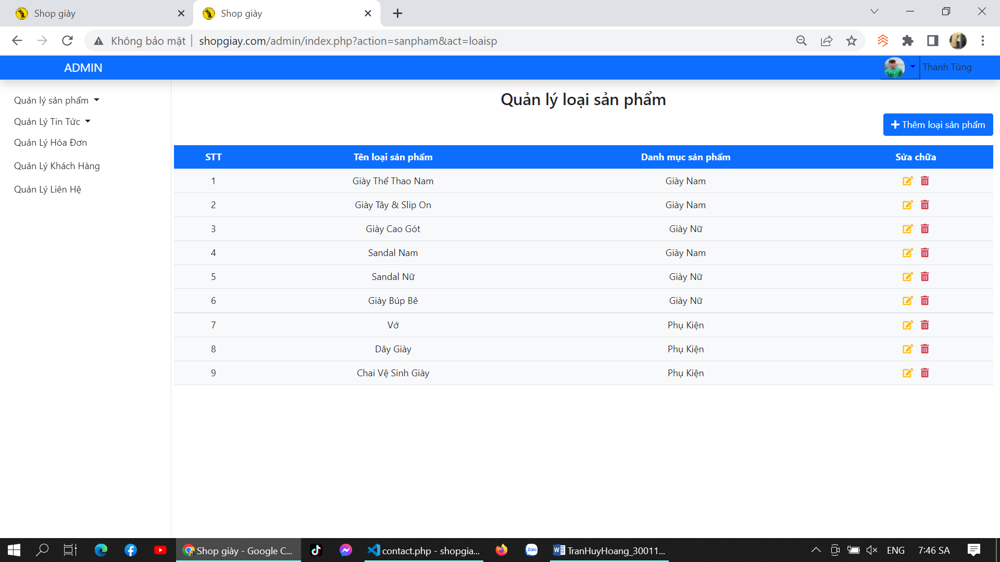 Shop giày
Shop giày
Không bảo mật
shopgiay.com/admin/index.php?action=sanpham&act=loaisp
ADMIN
Thanh Tùng
Quản lý sản phẩm
Quản Lý Tin Tức
Quản Lý Hóa Đơn
Quản Lý Khách Hàng
Quản Lý Liên Hệ
Quản lý loại sản phẩm
Thêm loại sản phẩm
STT Tên loại sản phẩm Danh mục sản phẩm Sửa chữa
1 Giày Thể Thao Nam Giày Nam
2 Giày Tây & Slip On Giày Nam
3 Giày Cao Gót Giày Nữ
4 Sandal Nam Giày Nam
5 Sandal Nữ Giày Nữ
6 Giày Búp Bê Giày Nữ
7 Vớ Phụ Kiện
8 Dây Giày Phụ Kiện
9 Chai Vệ Sinh Giày Phụ Kiện
Shop giày - Google C...
contact.php - shopgia...
Zalo
TranHuyHoang_30011...
ENG
7:46 SA